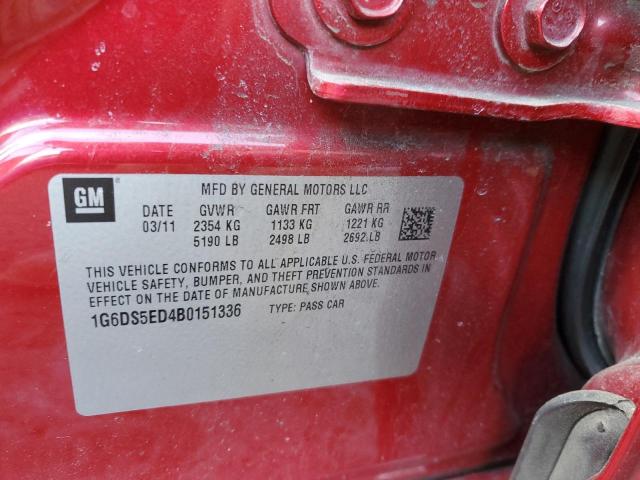 GM
MFD BY GENERAL MOTORS LLC
DATE GVWR GAWR FRT GAWR RR
03/11 2354 KG 1133 KG 1221 KG
5190 LB 2498 LB 2692 LB
THIS VEHICLE CONFORMS TO ALL APPLICABLE U.S. FEDERAL MOTOR
VEHICLE SAFETY, BUMPER, AND THEFT PREVENTION STANDARDS IN
EFFECT ON THE DATE OF MANUFACTURE SHOWN ABOVE.
1G6DS5ED4B0151336 TYPE: PASS CAR